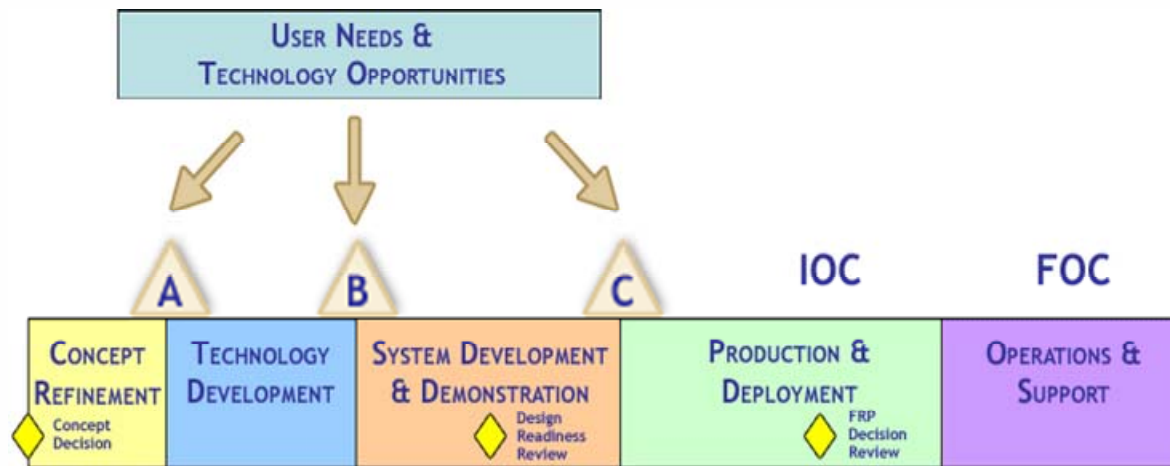 USER NEEDS &
TECHNOLOGY OPPORTUNITIES
A
B
C
IOC
FOC
CONCEPT
REFINEMENT
Concept
Decision
TECHNOLOGY
DEVELOPMENT
SYSTEM DEVELOPMENT
& DEMONSTRATION
Design
Readiness
Review
PRODUCTION &
DEPLOYMENT
FRP
Decision
Review
OPERATIONS &
SUPPORT